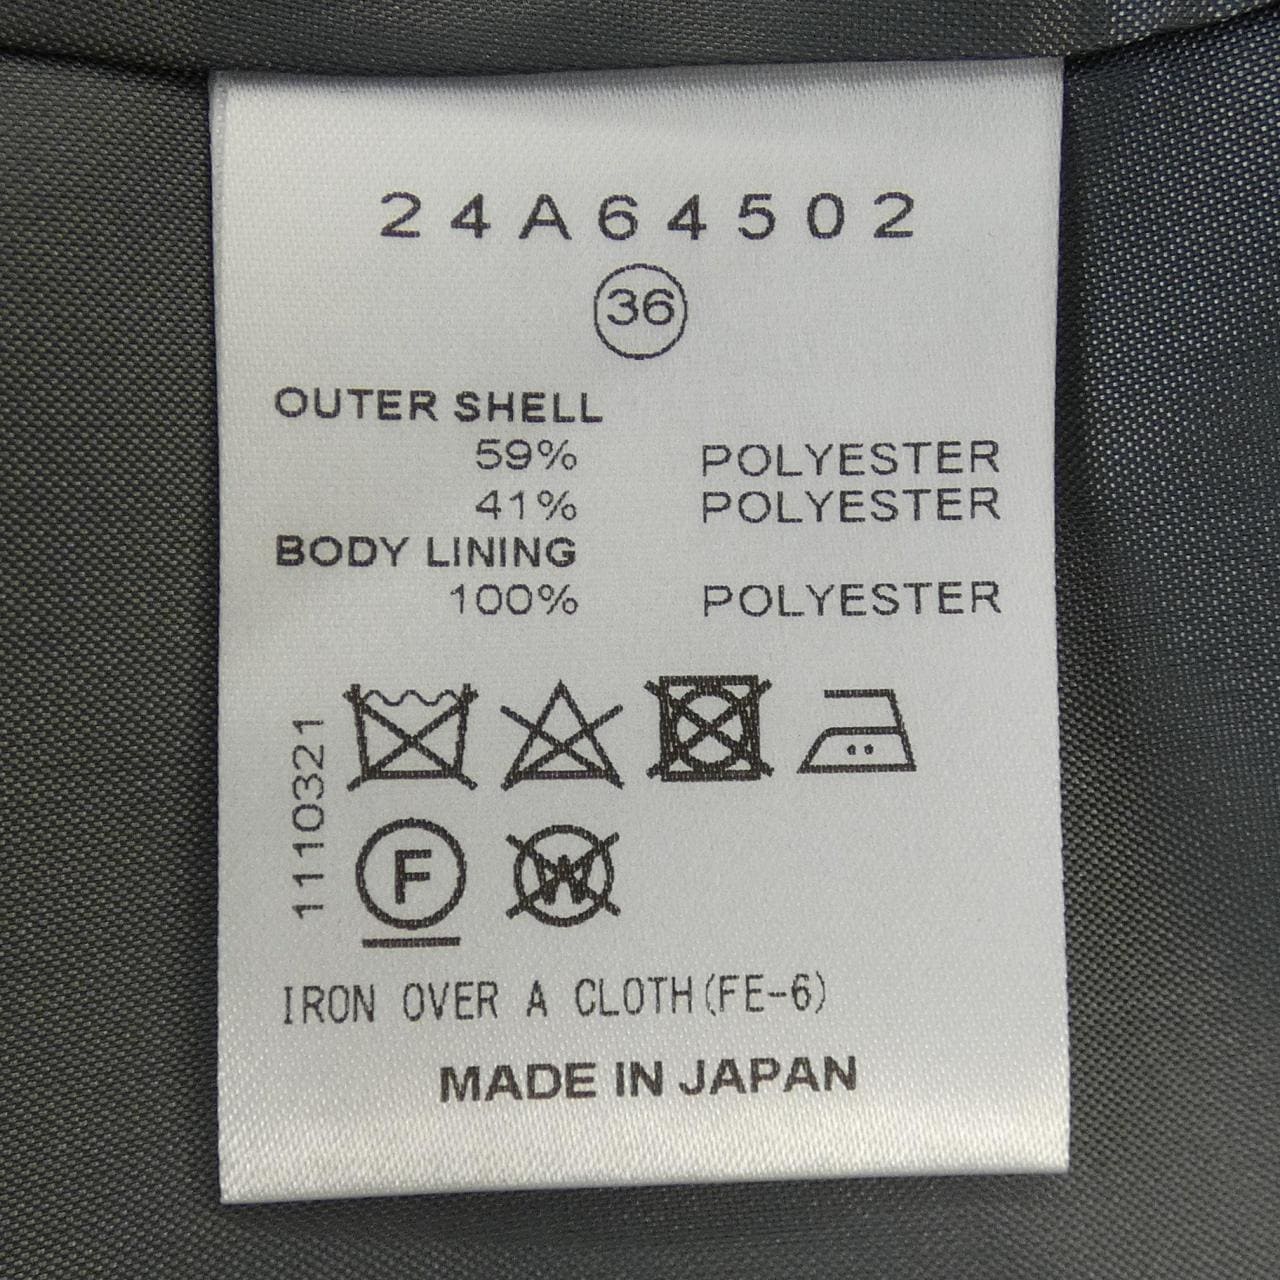 24A64502
36
OUTER SHELL
59% POLYESTER
41% POLYESTER
BODY LINING
100% POLYESTER
1110321
F
W
IRON OVER A CLOTH(FE-6)
MADE IN JAPAN